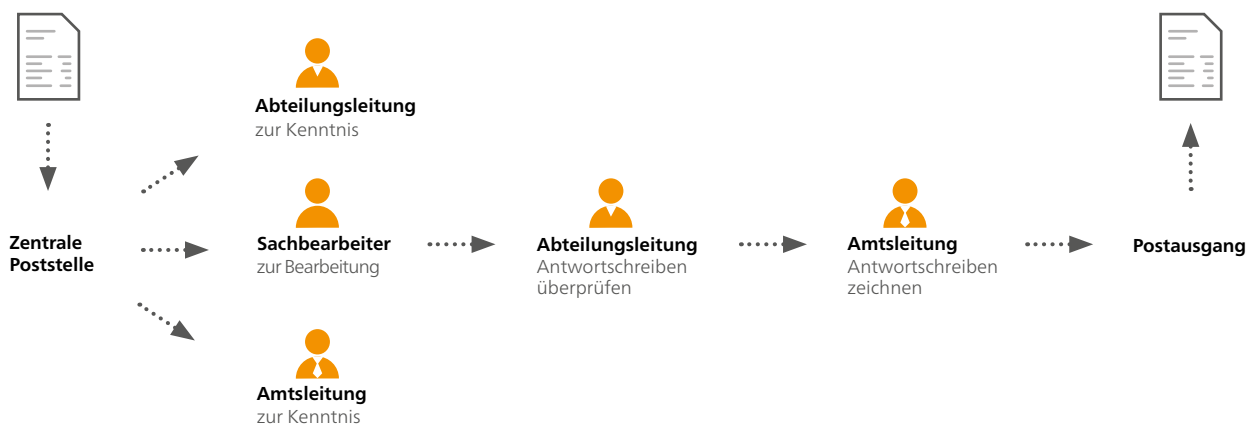 Zentrale
Poststelle
Abteilungsleitung
zur Kenntnis
Sachbearbeiter
zur Bearbeitung
Amtsleitung
zur Kenntnis
Abteilungsleitung
Antwortschreiben
überprüfen
Amtsleitung
Antwortschreiben
zeichnen
Postausgang